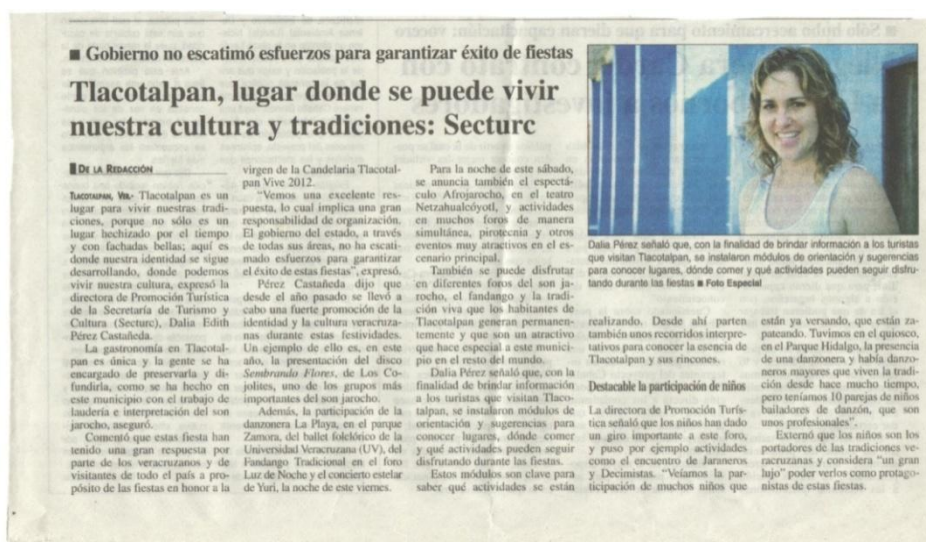 ■ Gobierno no escatimó esfuerzos para garantizar éxito de fiestas
Tlacotalpan, lugar donde se puede vivir
nuestra cultura y tradiciones: Secturc
DE LA REDACCIÓN
TLACOTALPAN, VER.- Tlacotalpan es un
lugar para vivir nuestras tradi-
ciones, porque no sólo es un
lugar hechizado por el tiempo
y con fachadas bellas; aquí es
donde nuestra identidad se sigue
desarrollando, donde podemos
vivir nuestra cultura, expresó la
directora de Promoción Turística
de la Secretaría de Turismo y
Cultura (Secturc), Dalia Edith
Pérez Castañeda.
La gastronomía en Tlacotal-
pan es única y la gente se ha
encargado de preservarla y di-
fundirla, como se ha hecho en
este municipio con el trabajo de
laudería e interpretación del son
jarocho, aseguró.
Comentó que estas fiesta han
tenido una gran respuesta por
parte de los veracruzanos y de
visitantes de todo el país a pro-
pósito de las fiestas en honor a la
virgen de la Candelaria Tlacotal-
pan Vive 2012.
"Vemos una excelente res-
puesta, lo cual implica una gran
responsabilidad de organización.
El gobierno del estado, a través
de todas sus áreas, no ha escati-
mado esfuerzos para garantizar
el éxito de estas fiestas", expresó.
Pérez Castañeda dijo que
desde el año pasado se llevó a
cabo una fuerte promoción de la
identidad y la cultura veracruza-
nas durante estas festividades.
Un ejemplo de ello es, en este
año, la presentación del disco
Sembrando Flores, de Los Co-
jolites, uno de los grupos más
importantes del son jarocho.
Además, la participación de la
danzonera La Playa, en el parque
Zamora, del ballet folclórico de la
Universidad Veracruzana (UV), del
Fandango Tradicional en el foro
Luz de Noche y el concierto estelar
de Yuri, la noche de este viernes.
Para la noche de este sábado,
se anuncia también el espectá-
culo Afrojarocho, en el teatro
Netzahualcóyotl, y actividades
en muchos foros de manera
simultánea, pirotecnia y otros
eventos muy atractivos en el es-
cenario principal.
También se puede disfrutar
en diferentes foros del son ja-
rocho, el fandango y la tradi-
ción viva que los habitantes de
Tlacotalpan generan permanen-
temente y que son un atractivo
que hace especial a este munici-
pio en el resto del mundo.
Dalia Pérez señaló que, con la
finalidad de brindar información
a los turistas que visitan Tlaco-
talpan, se instalaron módulos de
orientación y sugerencias para
conocer lugares, dónde comer
y qué actividades pueden seguir
disfrutando durante las fiestas.
Estos módulos son clave para
saber qué actividades se están
Dalia Pérez señaló que, con la finalidad de brindar información a los turistas
que visitan Tlacotalpan, se instalaron módulos de orientación y sugerencias
para conocer lugares, dónde comer y qué actividades pueden seguir disfru-
tando durante las fiestas ■ Foto Especial
realizando. Desde ahí parten
también unos recorridos interpre-
tativos para conocer la esencia de
Tlacotalpan y sus rincones.
Destacable la participación de niños
La directora de Promoción Turís-
tica señaló que los niños han dado
un giro importante a este foro,
y puso por ejemplo actividades
como el encuentro de Jaraneros
y Decimistas. "Veíamos la par-
ticipación de muchos niños que
están ya versando, que están za-
pateando. Tuvimos en el quiosco,
en el Parque Hidalgo, la presencia
de una danzonera y había danzo-
neros mayores que viven la tradi-
ción desde hace mucho tiempo,
pero teníamos 10 parejas de niños
bailadores de danzón, que son
unos profesionales".
Externó que los niños son los
portadores de las tradiciones ve-
racruzanas y considera "un gran
lujo" poder verlos como protago-
nistas de estas fiestas.